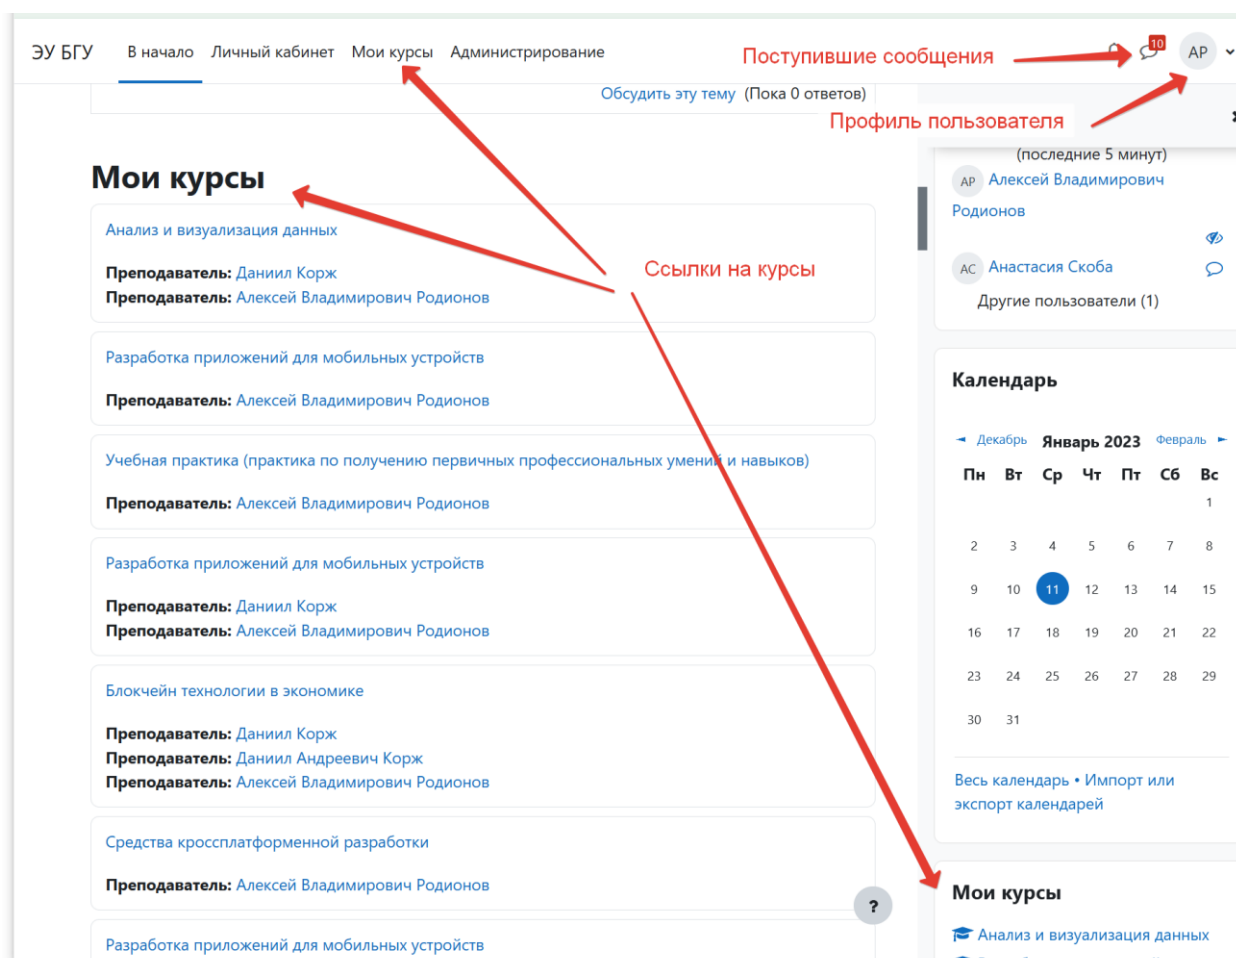 ЭУ БГУ В начало Личный кабинет Мои курсы Администрирование
Поступившие сообщения
10
АР
Обсудить эту тему (Пока 0 ответов)
Профиль пользователя
Мои курсы
Анализ и визуализация данных
Преподаватель: Даниил Корж
Преподаватель: Алексей Владимирович Родионов
Ссылки на курсы
Разработка приложений для мобильных устройств
Преподаватель: Алексей Владимирович Родионов
Учебная практика (практика по получению первичных профессиональных умений и навыков)
Преподаватель: Алексей Владимирович Родионов
Разработка приложений для мобильных устройств
Преподаватель: Даниил Корж
Преподаватель: Алексей Владимирович Родионов
Блокчейн технологии в экономике
Преподаватель: Даниил Корж
Преподаватель: Даниил Андреевич Корж
Преподаватель: Алексей Владимирович Родионов
Средства кроссплатформенной разработки
Преподаватель: Алексей Владимирович Родионов
?
Разработка приложений для мобильных устройств
(последние 5 минут)
АР Алексей Владимирович
Родионов
АС Анастасия Скоба
Другие пользователи (1)
Календарь
◄ Декабрь Январь 2023 Февраль ►
Пн Вт Ср Чт Пт Сб Вс
1
2 3 4 5 6 7 8
9 10 11 12 13 14 15
16 17 18 19 20 21 22
23 24 25 26 27 28 29
30 31
Весь календарь • Импорт или
экспорт календарей
Мои курсы
Анализ и визуализация данных